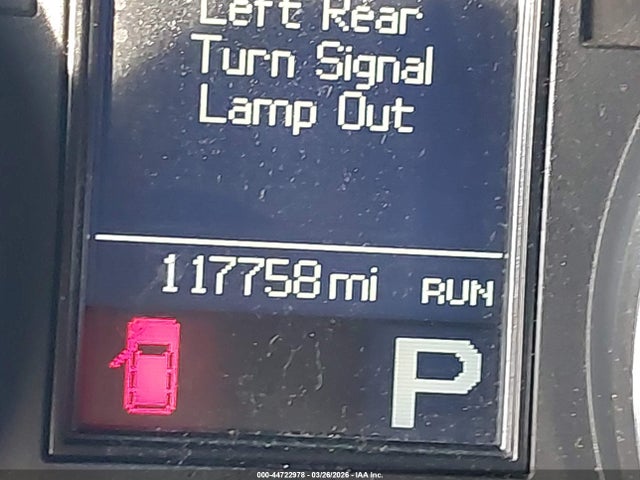 Left Rear
Turn Signal
Lamp Out
117758 mi RUN
P
000-44722978 - 03/26/2026 - IAA Inc.